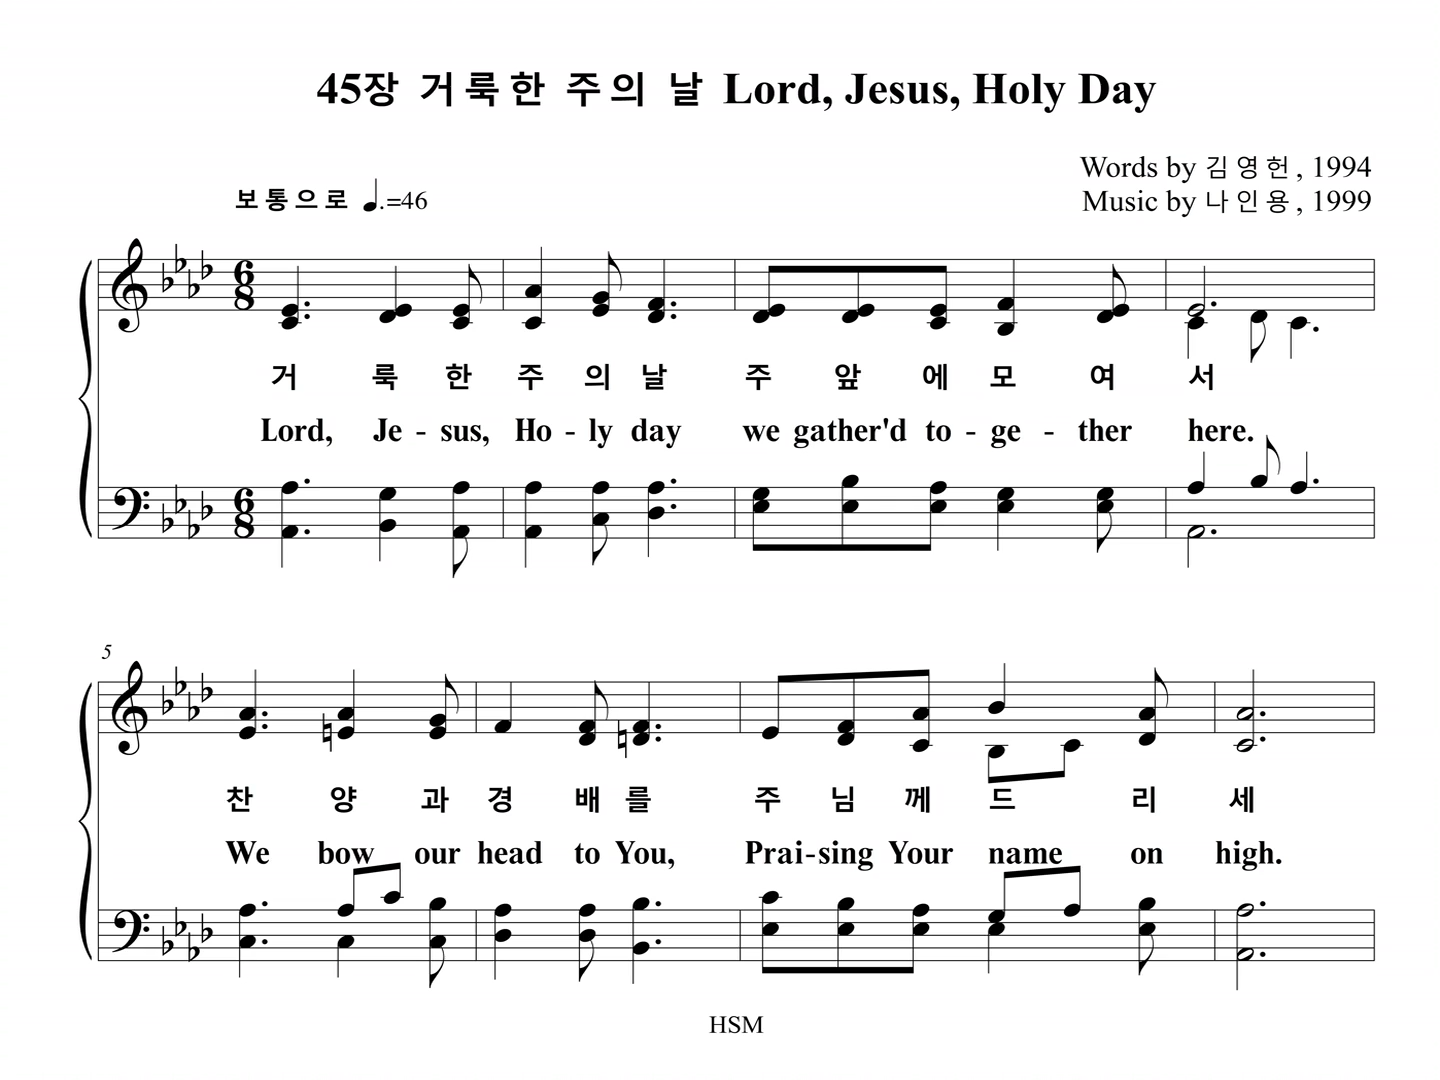 45장 거룩한 주의 날 Lord, Jesus, Holy Day
Words by 김영헌, 1994
보통으로 ♩.=46
Music by 나인용, 1999
6 8
거 룩 한 주 의 날 주 앞 에 모 여 서
Lord, Je - sus, Ho - ly day we gather'd to - ge - ther here.
6 8
5
찬 양 과 경 배 를 주 님 께 드 리 세
We bow our head to You, Prai-sing Your name on high.
HSM